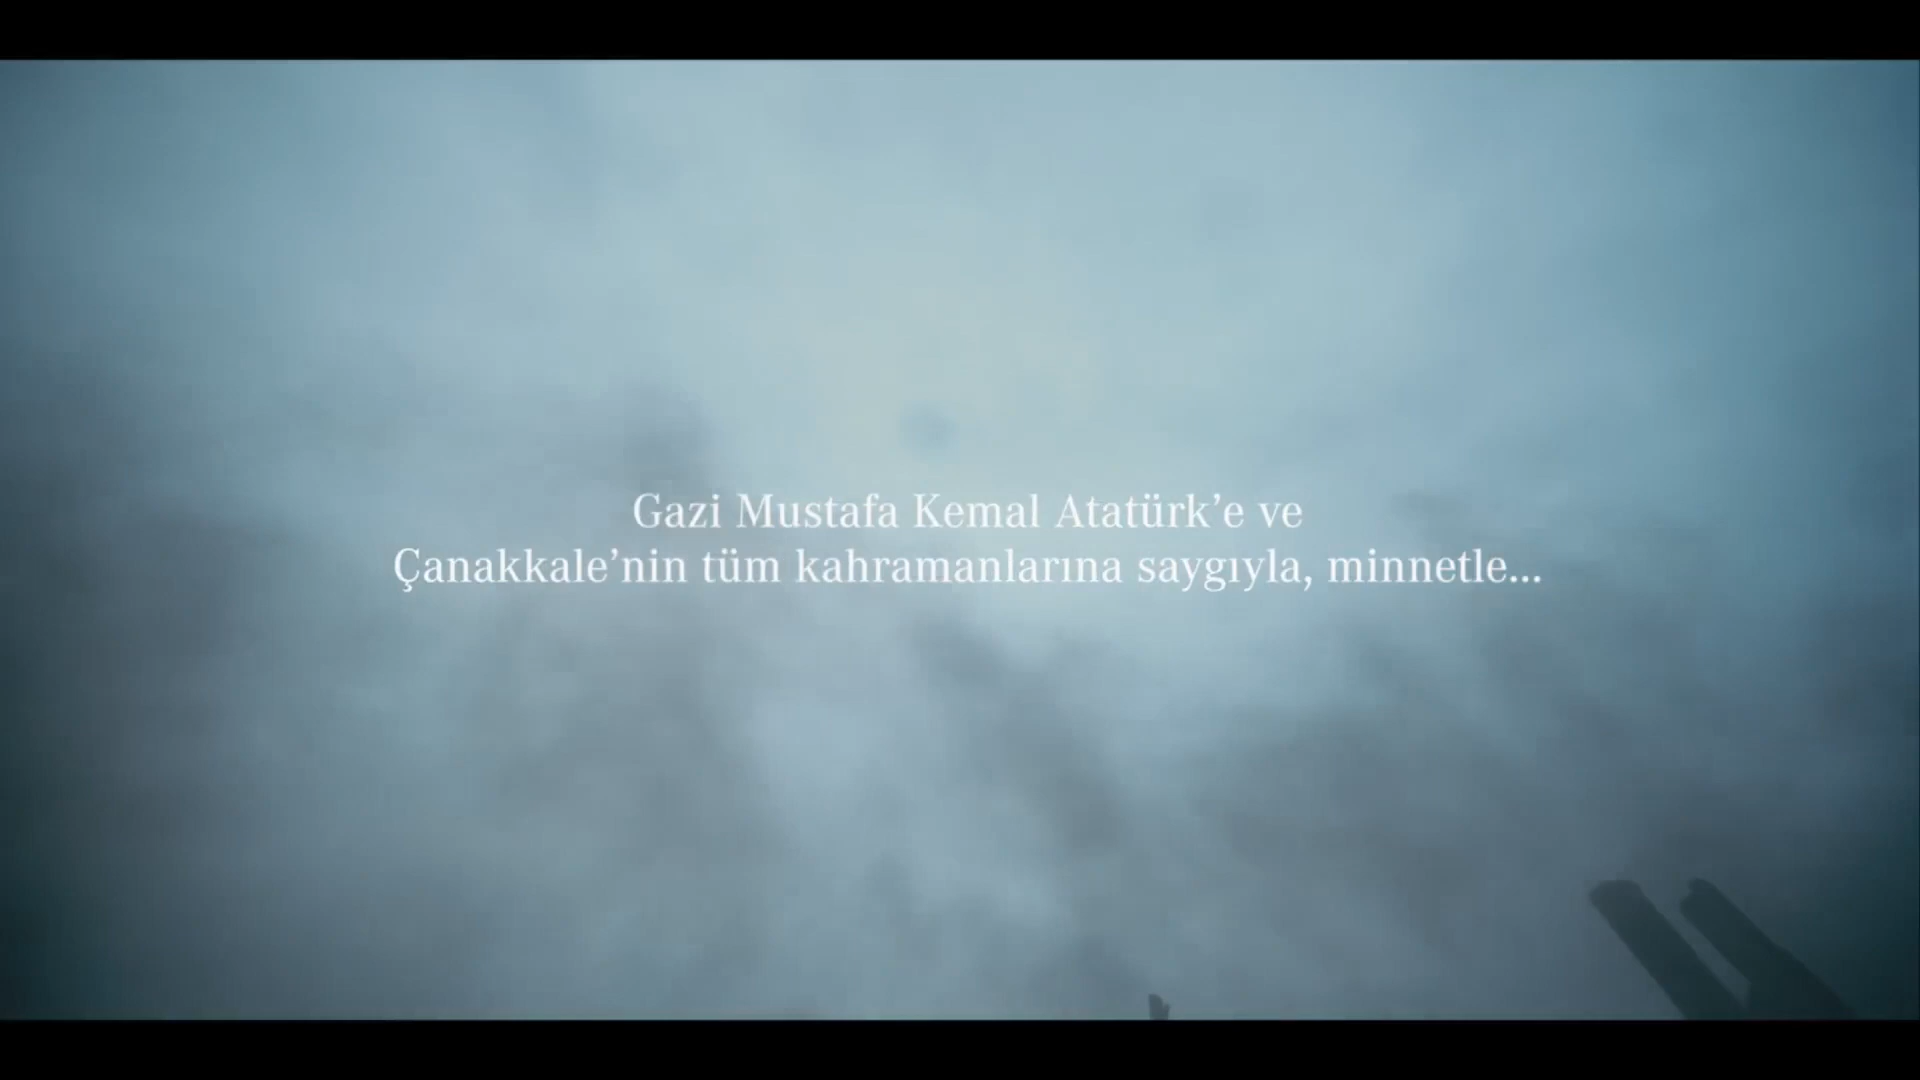 Gazi Mustafa Kemal Atatürk’e ve
Çanakkale’nin tüm kahramanlarına saygıyla, minnetle...